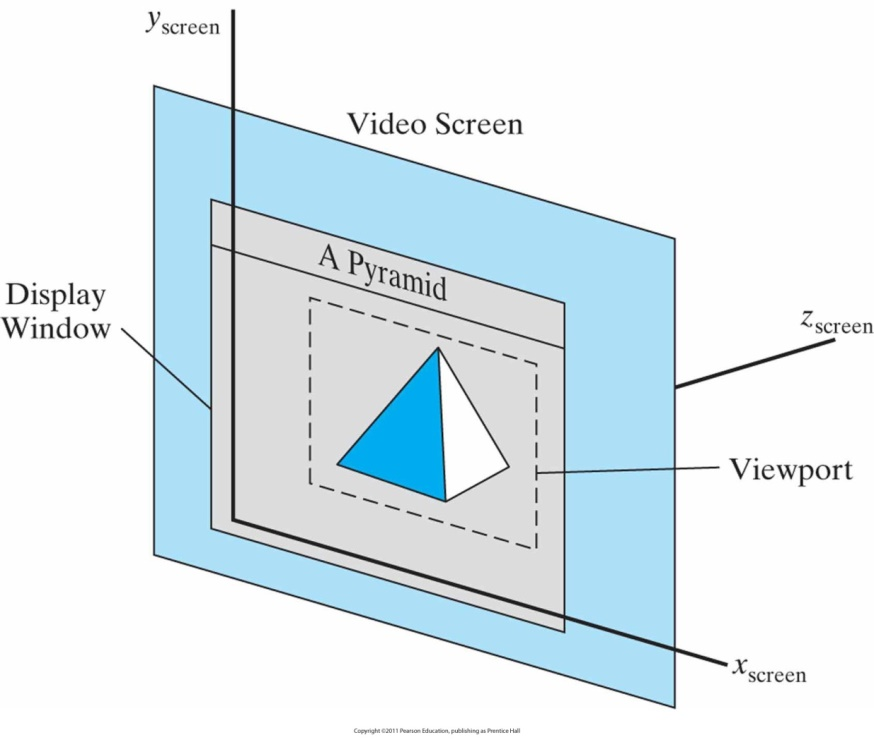 yscreen
Video Screen
A Pyramid
Display
Window
zscreen
Viewport
xscreen
Copyright ©2011 Pearson Education, publishing as Prentice Hall